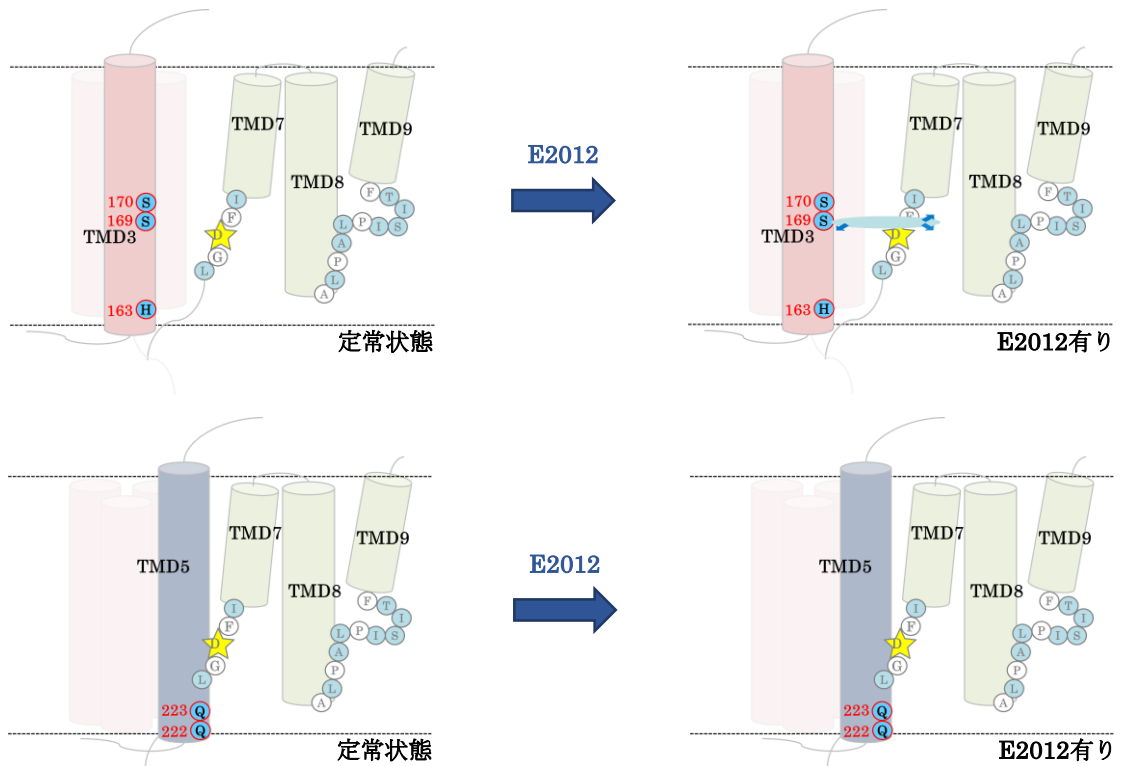 TMD7
TMD9
TMD8
170 S
169 S
TMD3
163 H
I
F
D
G
L
L
A
P
L
A
P
I
S
I
T
F
定常状態
E2012
TMD7
TMD9
TMD8
170 S
169 S
TMD3
163 H
I
F
D
G
L
L
A
P
L
A
P
I
S
I
T
F
E2012有り
TMD7
TMD9
TMD5
TMD8
I
F
D
G
L
223 Q
222 Q
L
A
P
L
A
P
I
S
I
T
F
定常状態
E2012
TMD7
TMD9
TMD5
TMD8
I
F
D
G
L
223 Q
222 Q
L
A
P
L
A
P
I
S
I
T
F
E2012有り